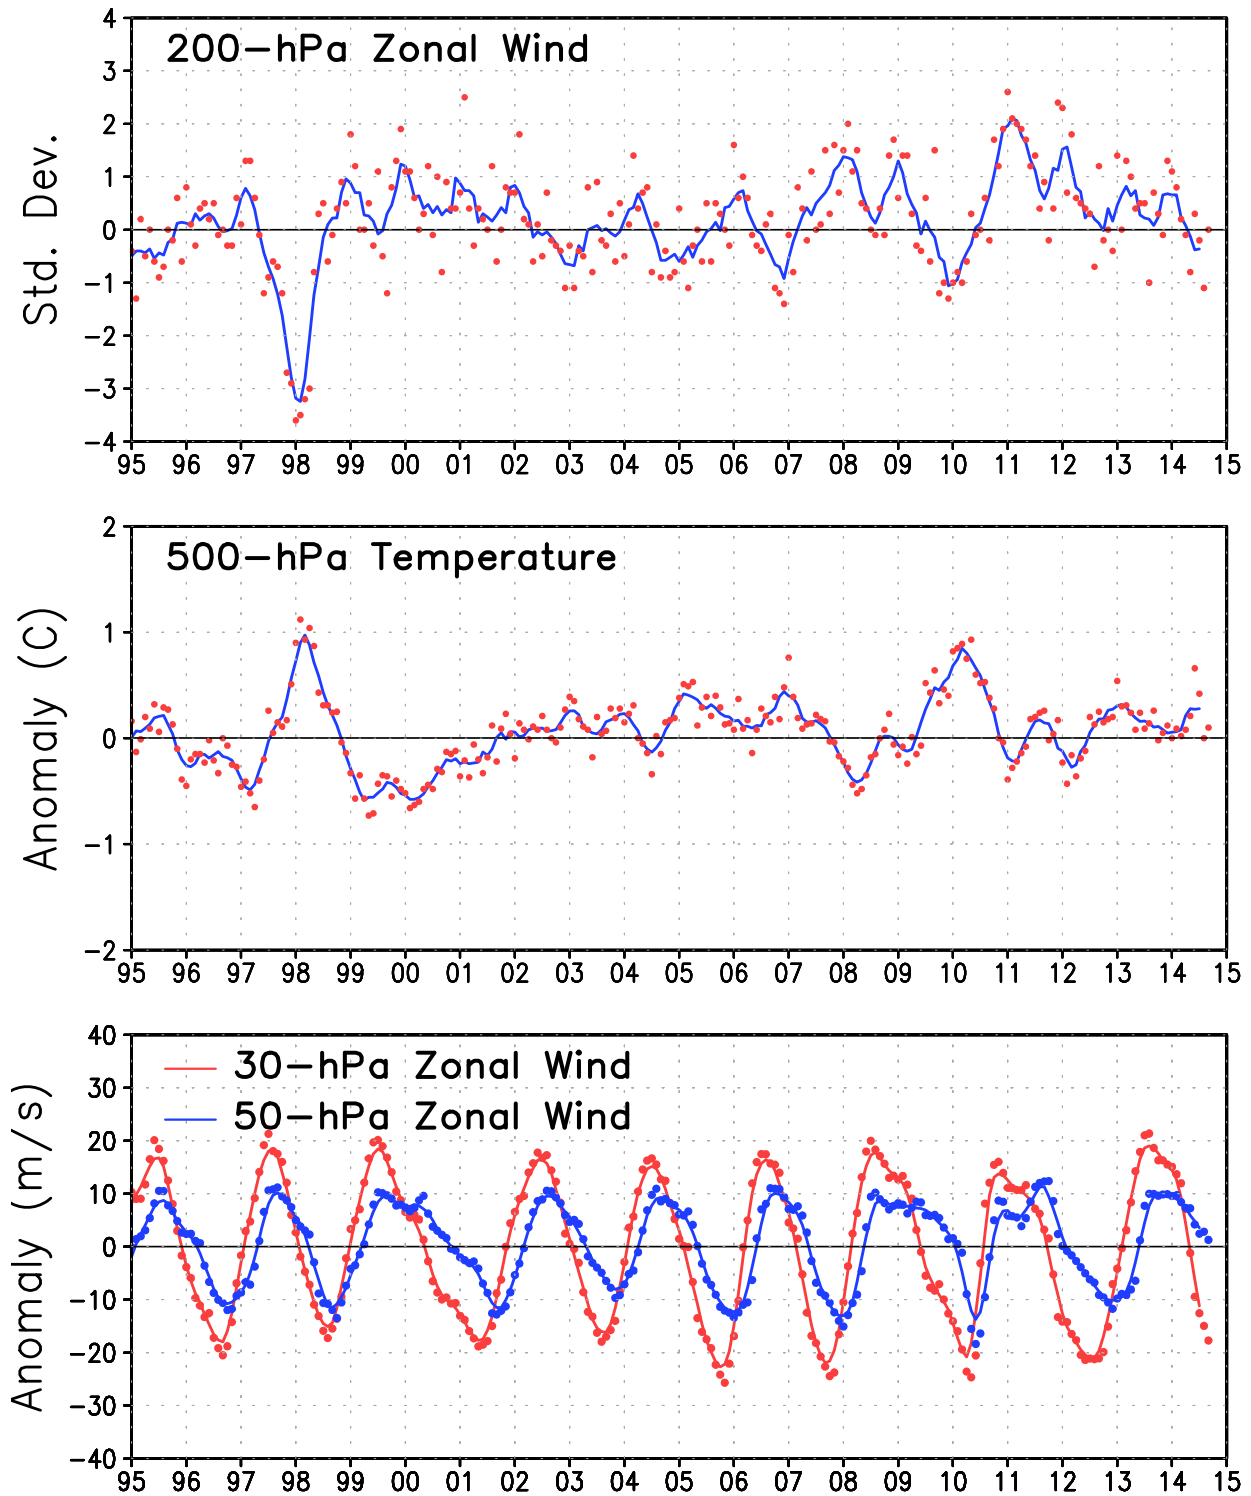 200-hPa Zonal Wind
Std. Dev.
4
3
2
1
0
-1
-2
-3
-4
95 96 97 98 99 00 01 02 03 04 05 06 07 08 09 10 11 12 13 14 15
500-hPa Temperature
Anomaly (C)
2
1
0
-1
-2
95 96 97 98 99 00 01 02 03 04 05 06 07 08 09 10 11 12 13 14 15
30-hPa Zonal Wind
50-hPa Zonal Wind
Anomaly (m/s)
40
30
20
10
0
-10
-20
-30
-40
95 96 97 98 99 00 01 02 03 04 05 06 07 08 09 10 11 12 13 14 15